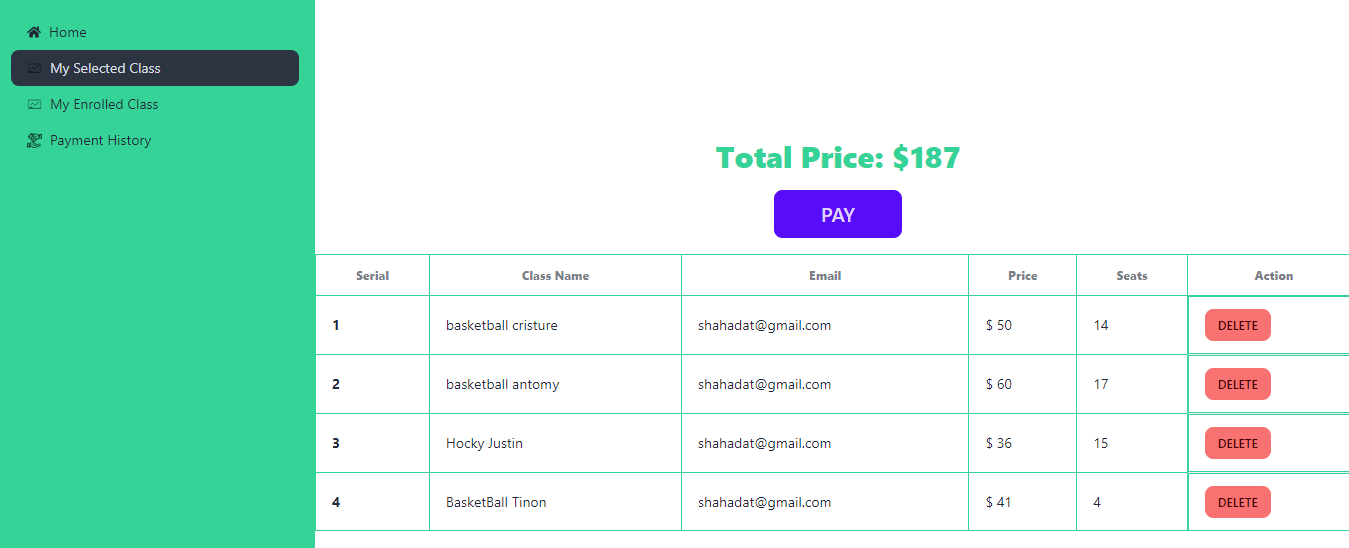 Home
My Selected Class
My Enrolled Class
Payment History
Total Price: $187
PAY
Serial Class Name Email Price Seats Action
1 basketball cristure shahadat@gmail.com $ 50 14 DELETE
2 basketball antomy shahadat@gmail.com $ 60 17 DELETE
3 Hocky Justin shahadat@gmail.com $ 36 15 DELETE
4 BasketBall Tinon shahadat@gmail.com $ 41 4 DELETE